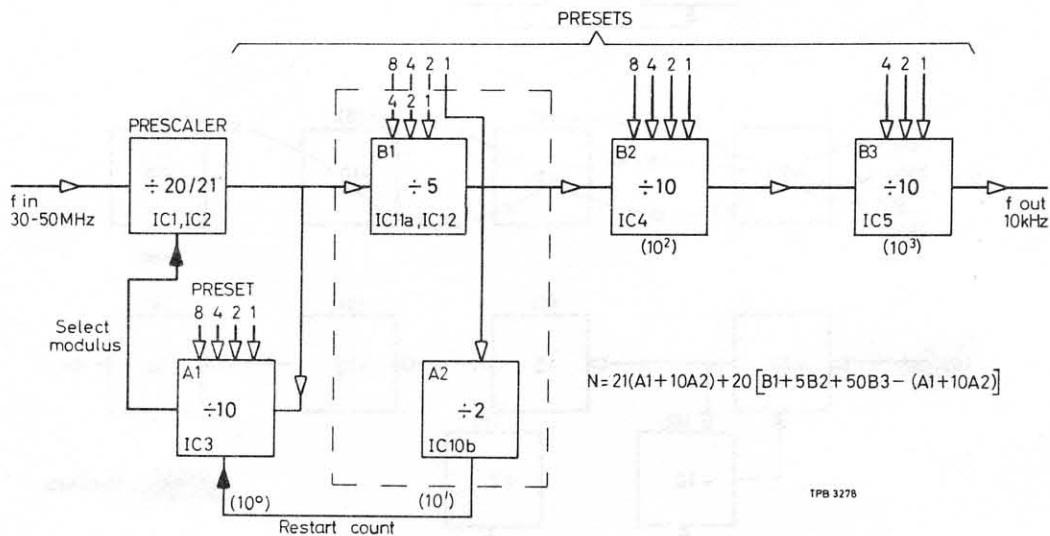 PRESETS
8 4 2 1
4 2 1
8 4 2 1
4 2 1
PRESCALER
÷ 20/21
IC1, IC2
B1
÷ 5
IC11a, IC12
B2
÷ 10
IC4
(10²)
B3
÷ 10
IC5
(10³)
f in
30-50MHz
f out
10kHz
PRESET
8 4 2 1
Select
modulus
A1
÷10
IC3
(10⁰)
A2
÷2
IC10b
(10¹)
Restart count
N = 21(A1 + 10A2) + 20 [B1 + 5B2 + 50B3 - (A1 + 10A2)]
TPB 3278